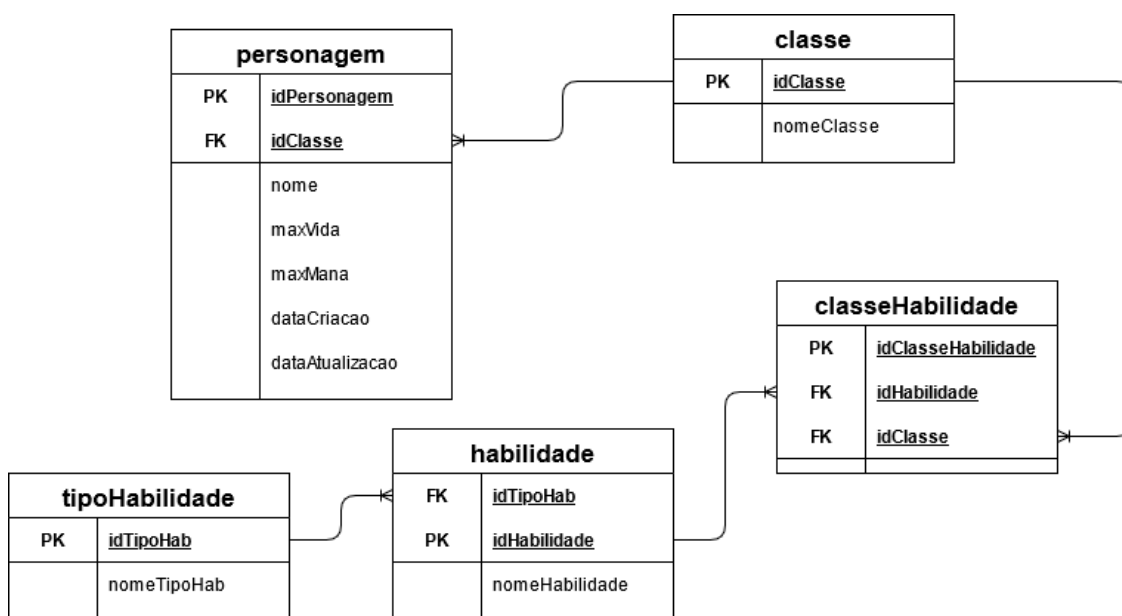 personagem
PK idPersonagem
FK idClasse
nome
maxVida
maxMana
dataCriacao
dataAtualizacao
classe
PK idClasse
nomeClasse
classeHabilidade
PK idClasseHabilidade
FK idHabilidade
FK idClasse
habilidade
FK idTipoHab
PK idHabilidade
nomeHabilidade
tipoHabilidade
PK idTipoHab
nomeTipoHab